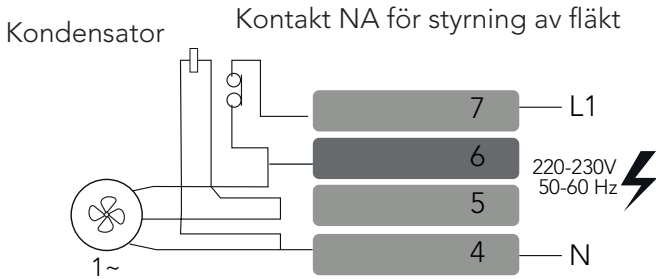 Kontakt NA för styrning av fläkt
Kondensator
7
L1
6
220-230V
50-60 Hz
5
4
N
1~